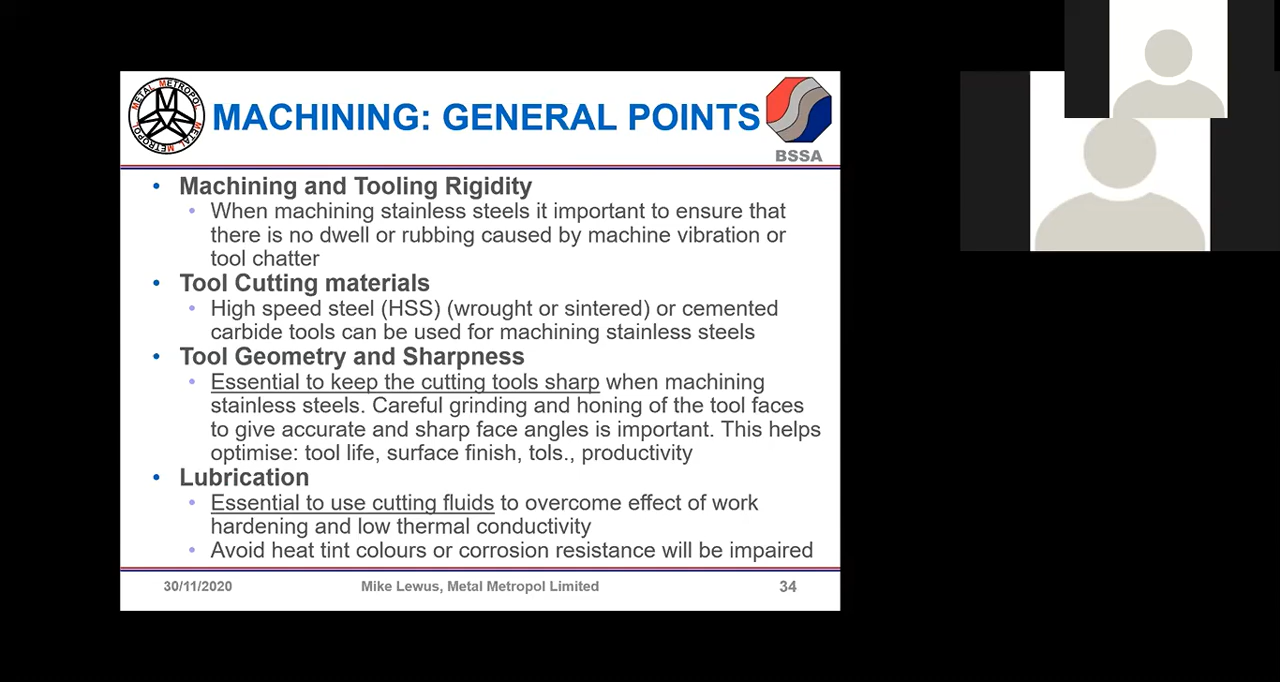 METAL METROPOL METAL METROPOL
M
MACHINING: GENERAL POINTS
BSSA
• Machining and Tooling Rigidity
• When machining stainless steels it important to ensure that
there is no dwell or rubbing caused by machine vibration or
tool chatter
• Tool Cutting materials
• High speed steel (HSS) (wrought or sintered) or cemented
carbide tools can be used for machining stainless steels
• Tool Geometry and Sharpness
• Essential to keep the cutting tools sharp when machining
stainless steels. Careful grinding and honing of the tool faces
to give accurate and sharp face angles is important. This helps
optimise: tool life, surface finish, tols., productivity
• Lubrication
• Essential to use cutting fluids to overcome effect of work
hardening and low thermal conductivity
• Avoid heat tint colours or corrosion resistance will be impaired
30/11/2020 Mike Lewus, Metal Metropol Limited 34